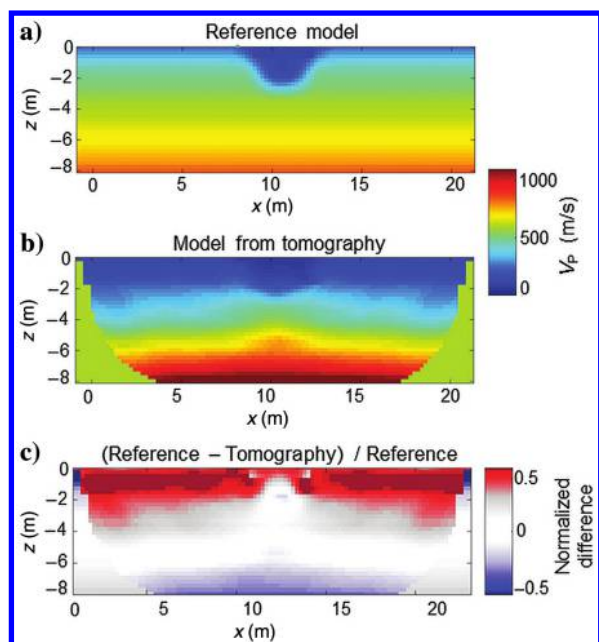 a)
Reference model
0
−2
−4
−6
−8
z (m)
0
5
10
15
20
x (m)
1000
500
0
VP (m/s)
b)
Model from tomography
0
−2
−4
−6
−8
z (m)
0
5
10
15
20
x (m)
c)
(Reference – Tomography) / Reference
0
−2
−4
−6
−8
z (m)
0
5
10
15
20
x (m)
0.5
0
−0.5
Normalized
difference